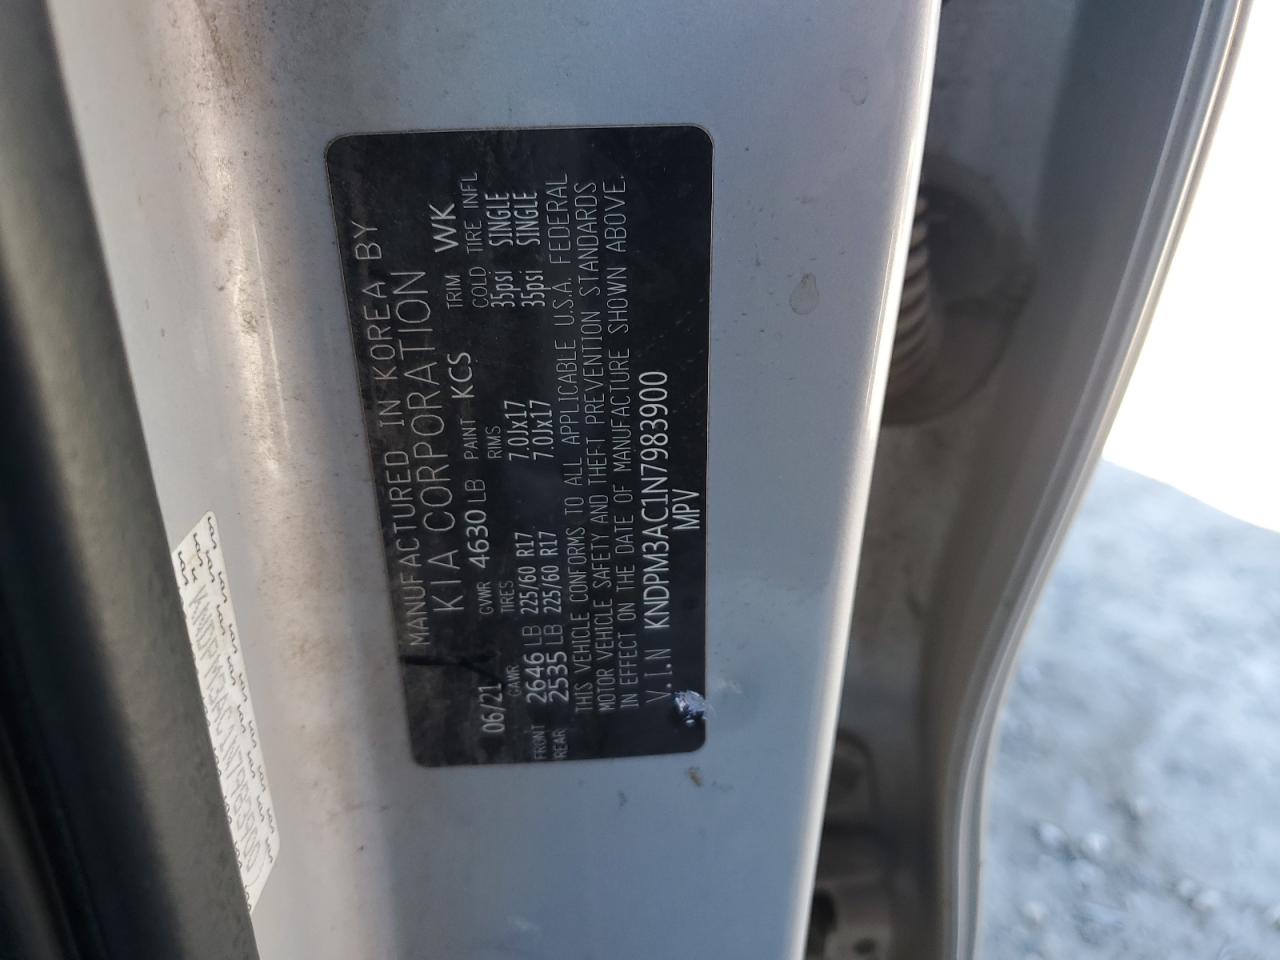 MANUFACTURED IN KOREA BY
KIA CORPORATION
06/21 GVWR 4630 LB PAINT KCS TRIM WK
GAWR TIRES RIMS COLD TIRE INFL
FRONT 2646 LB 225/60 R17 7.0Jx17 35psi SINGLE
REAR 2535 LB 225/60 R17 7.0Jx17 35psi SINGLE
THIS VEHICLE CONFORMS TO ALL APPLICABLE U.S.A. FEDERAL
MOTOR VEHICLE SAFETY AND THEFT PREVENTION STANDARDS
IN EFFECT ON THE DATE OF MANUFACTURE SHOWN ABOVE.
V.I.N KNDPM3AC1N7983900
MPV
KNDPM3AC1N7983900